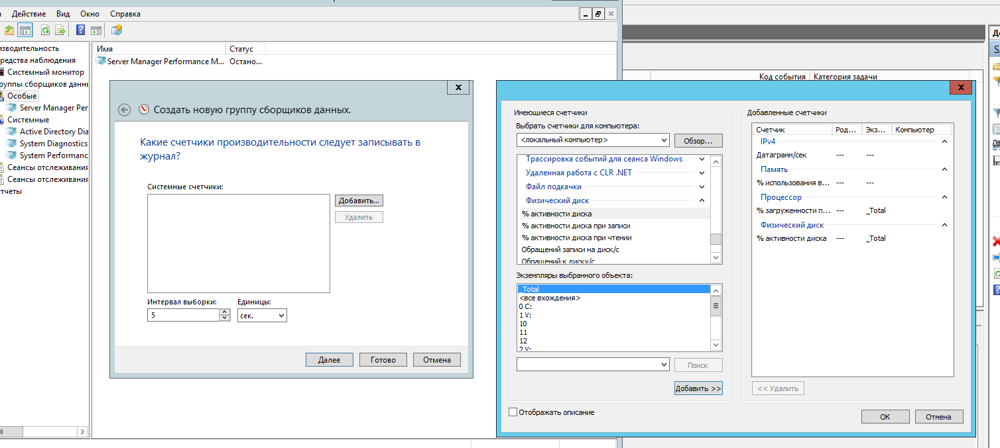 Действие Вид Окно Справка
изводительность
редства наблюдения
Системный монитор
руппы сборщиков данн
Особые
Server Manager Per
Системные
Active Directory Dia
System Diagnostics
System Performanc
Сеансы отслеживания
Сеансы отслеживания
тчеты
Имя Статус
Server Manager Performance M... Остано...
Создать новую группу сборщиков данных.
Какие счетчики производительности следует записывать в
журнал?
Системные счетчики:
Добавить...
Удалить
Интервал выборки: Единицы:
5 сек.
Далее Готово Отмена
Код события Категория задачи
Имеющиеся счетчики
Выбрать счетчики для компьютера:
<локальный компьютер> Обзор...
Трассировка событий для сеанса Windows
Удаленная работа с CLR .NET
Файл подкачки
Физический диск
% активности диска
% активности диска при записи
% активности диска при чтении
Обращений записи на диск/с
Обращений к диску/с
Экземпляры выбранного объекта:
_Total
<все вхождения>
0 C:
1 V:
10
11
12
2 V:
Поиск
Добавить >>
Отображать описание
Добавленные счетчики
Счетчик Род... Экз... Компьютер
IPv4
Датаграмм/сек --- ---
Память
% использования в... --- ---
Процессор
% загруженности п... --- _Total
Физический диск
% активности диска --- _Total
<< Удалить
OK Отмена